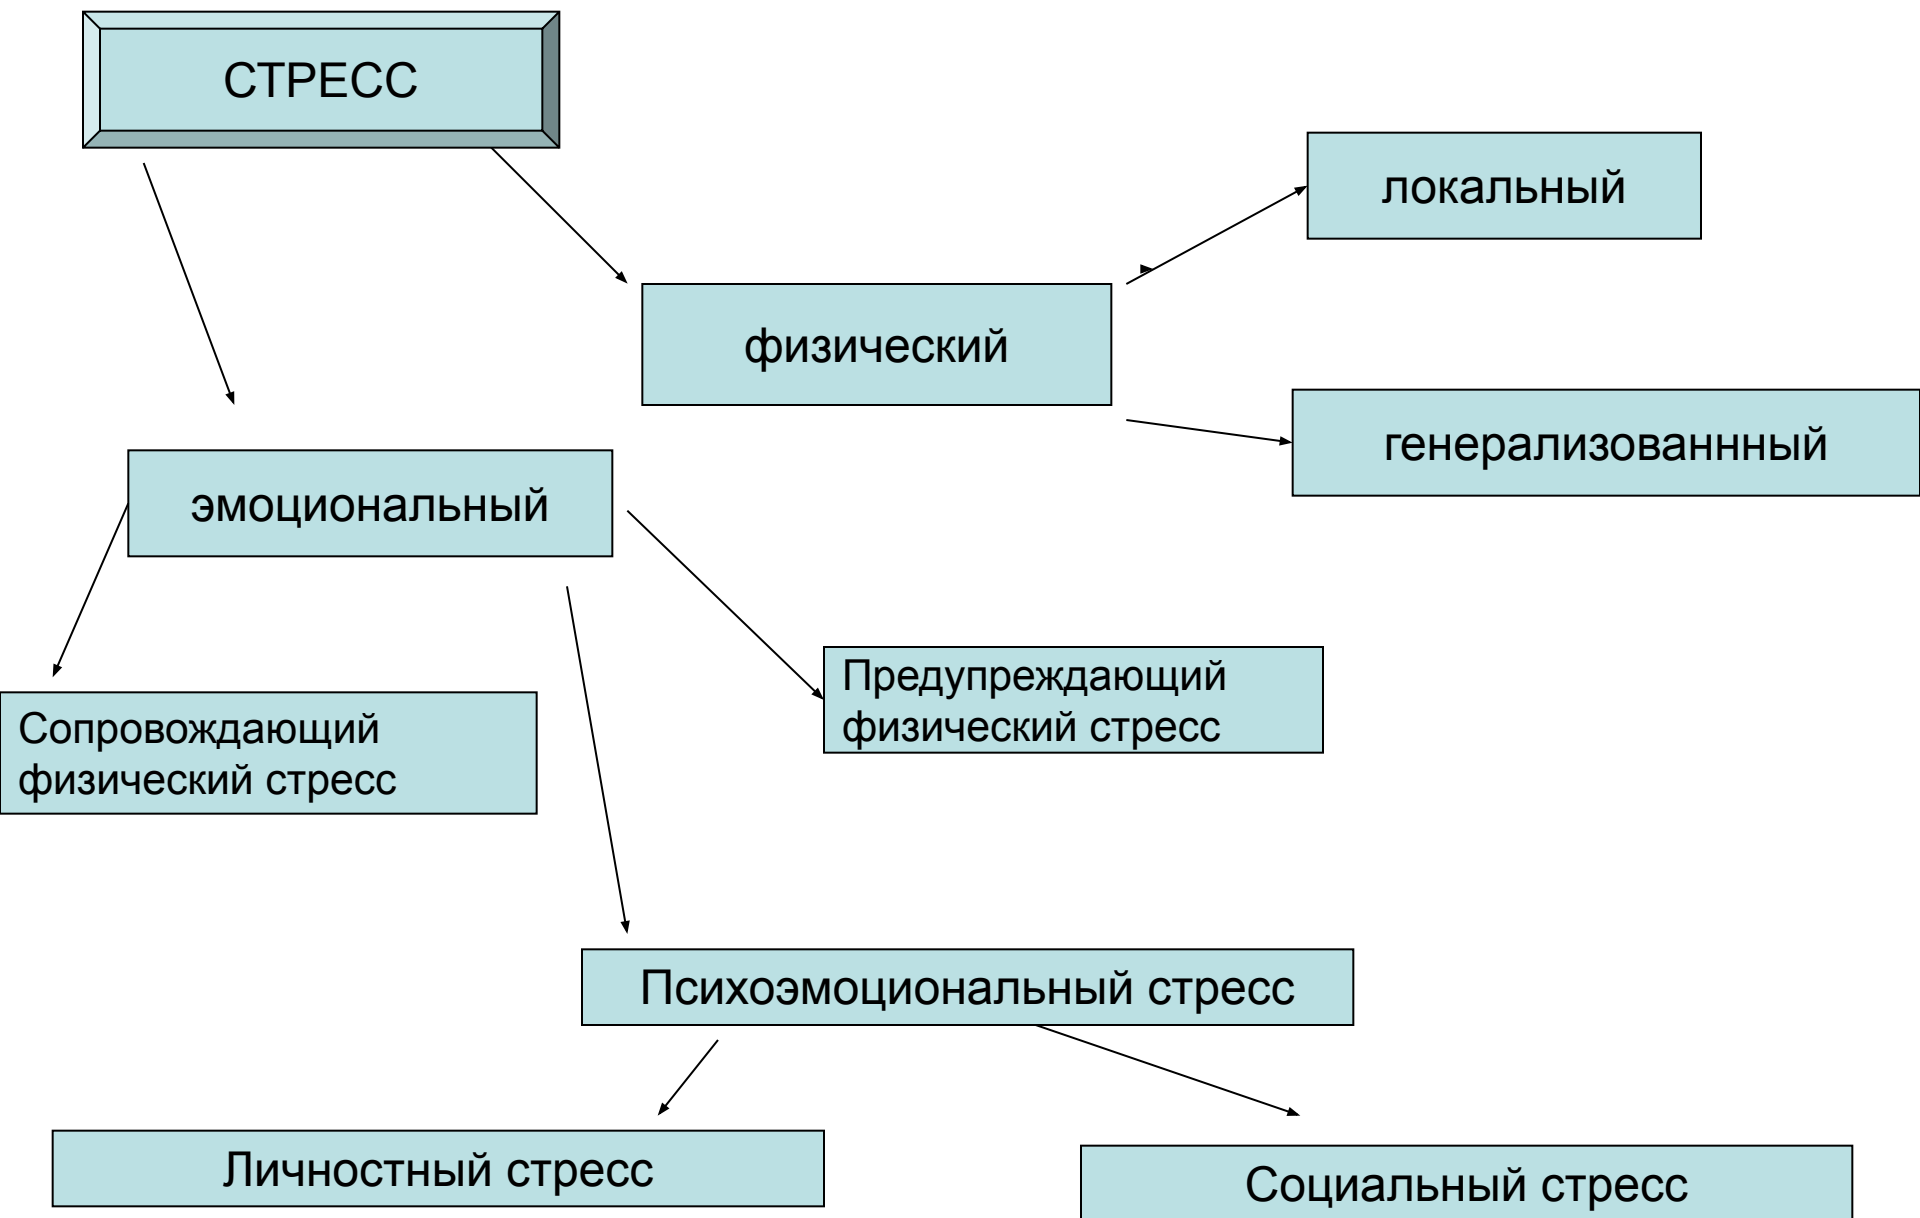 СТРЕСС
локальный
физический
генерализованнный
эмоциональный
Предупреждающий
физический стресс
Сопровождающий
физический стресс
Психоэмоциональный стресс
Личностный стресс
Социальный стресс